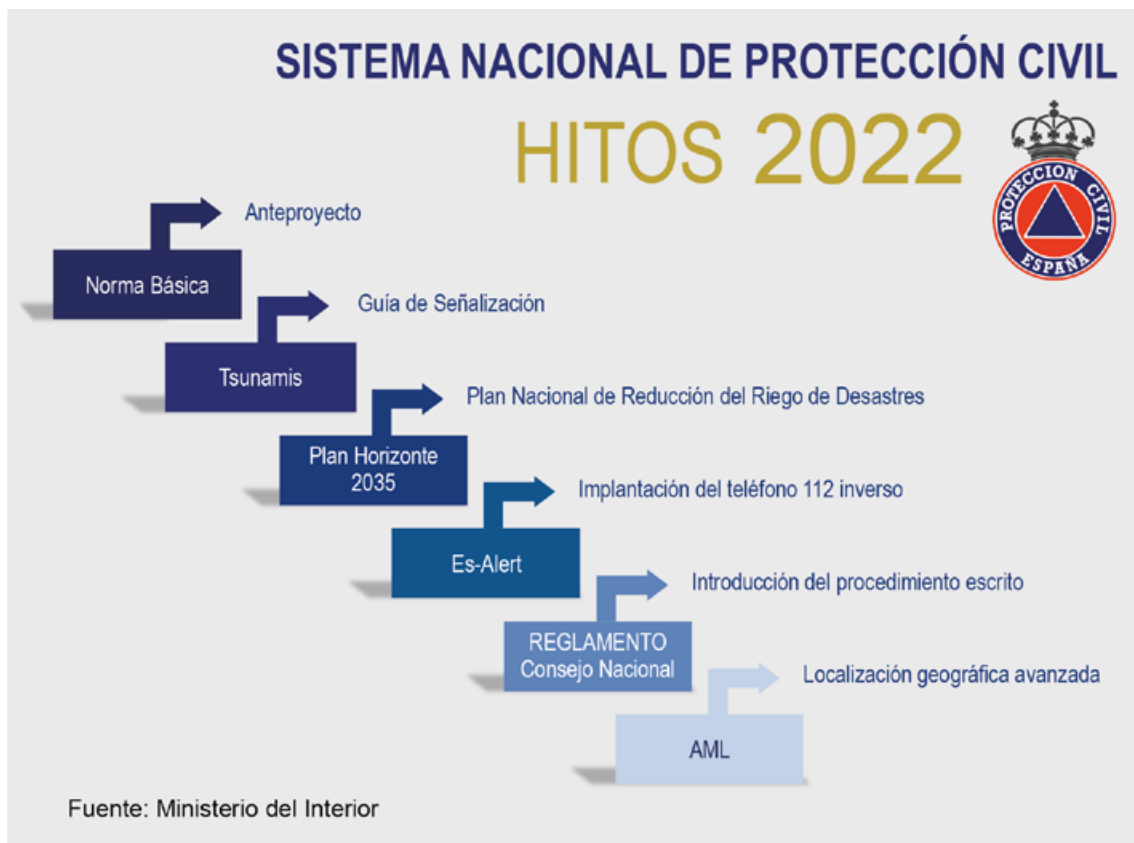 SISTEMA NACIONAL DE PROTECCIÓN CIVIL
HITOS 2022
PROTECCION CIVIL
ESPAÑA
Anteproyecto
Norma Básica
Guía de Señalización
Tsunamis
Plan Nacional de Reducción del Riego de Desastres
Plan Horizonte
2035
Implantación del teléfono 112 inverso
Es-Alert
Introducción del procedimiento escrito
REGLAMENTO
Consejo Nacional
Localización geográfica avanzada
AML
Fuente: Ministerio del Interior